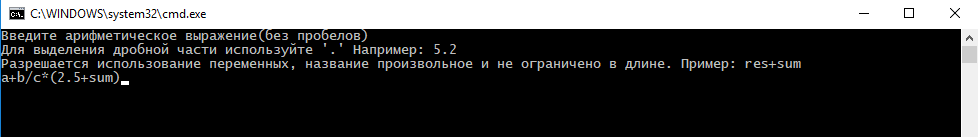 C:\WINDOWS\system32\cmd.exe
Введите арифметическое выражение(без пробелов)
Для выделения дробной части используйте '.' Например: 5.2
Разрешается использование переменных, название произвольное и не ограничено в длине. Пример: res+sum
a+b/c*(2.5+sum)